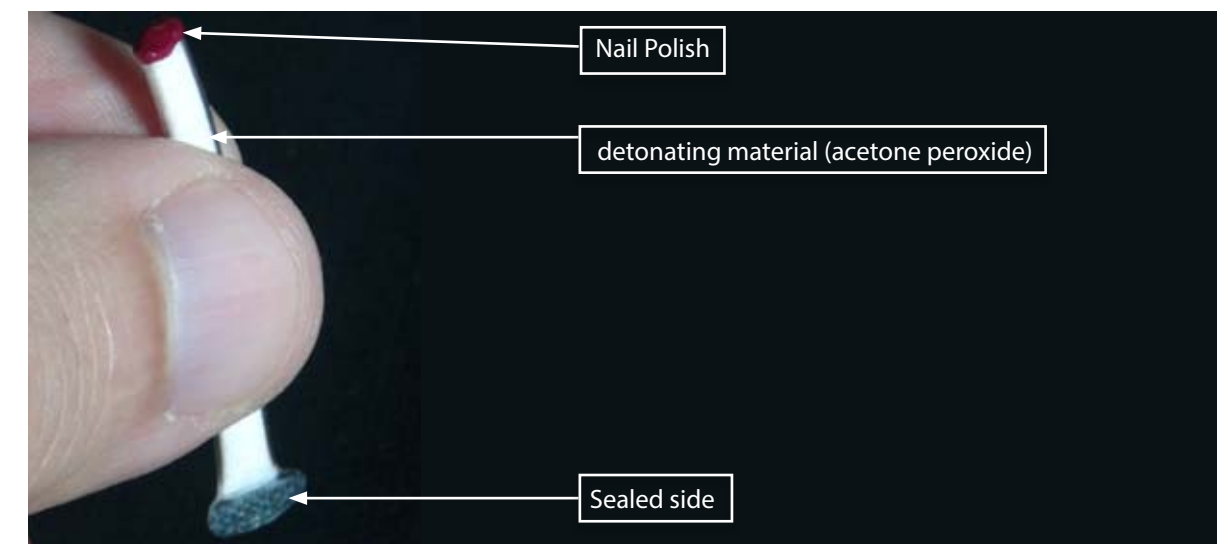 Nail Polish
detonating material (acetone peroxide)
Sealed side